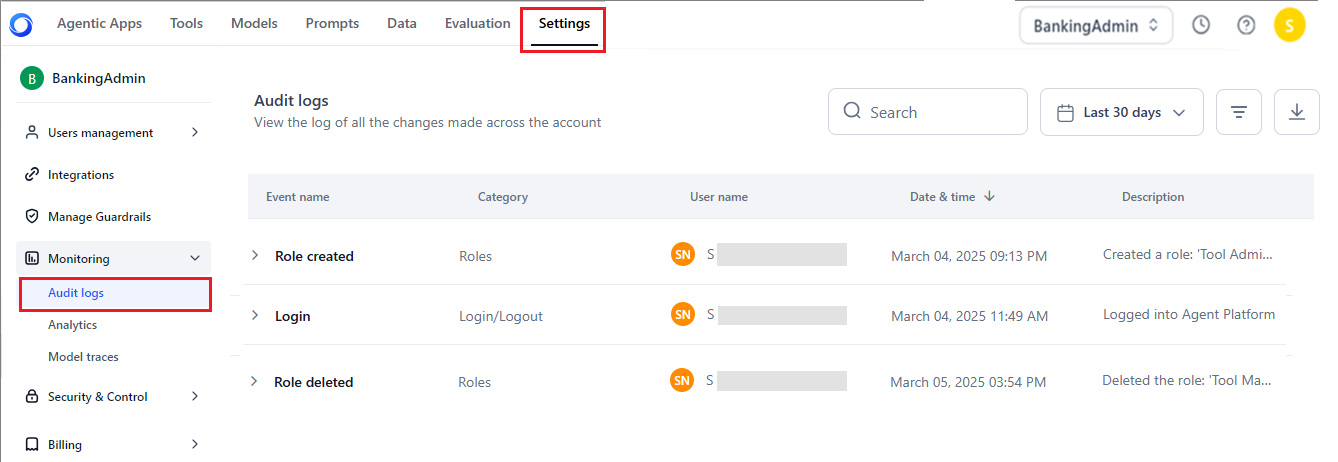 Agentic Apps Tools Models Prompts Data Evaluation Settings BankingAdmin S
B BankingAdmin
Audit logs
View the log of all the changes made across the account
Search
Last 30 days
Users management
Integrations
Manage Guardrails
Monitoring
Audit logs
Analytics
Model traces
Security & Control
Billing
Event name Category User name Date & time Description
Role created Roles SN S March 04, 2025 09:13 PM Created a role: 'Tool Admi...
Login Login/Logout SN S March 04, 2025 11:49 AM Logged into Agent Platform
Role deleted Roles SN S March 05, 2025 03:54 PM Deleted the role: 'Tool Ma...